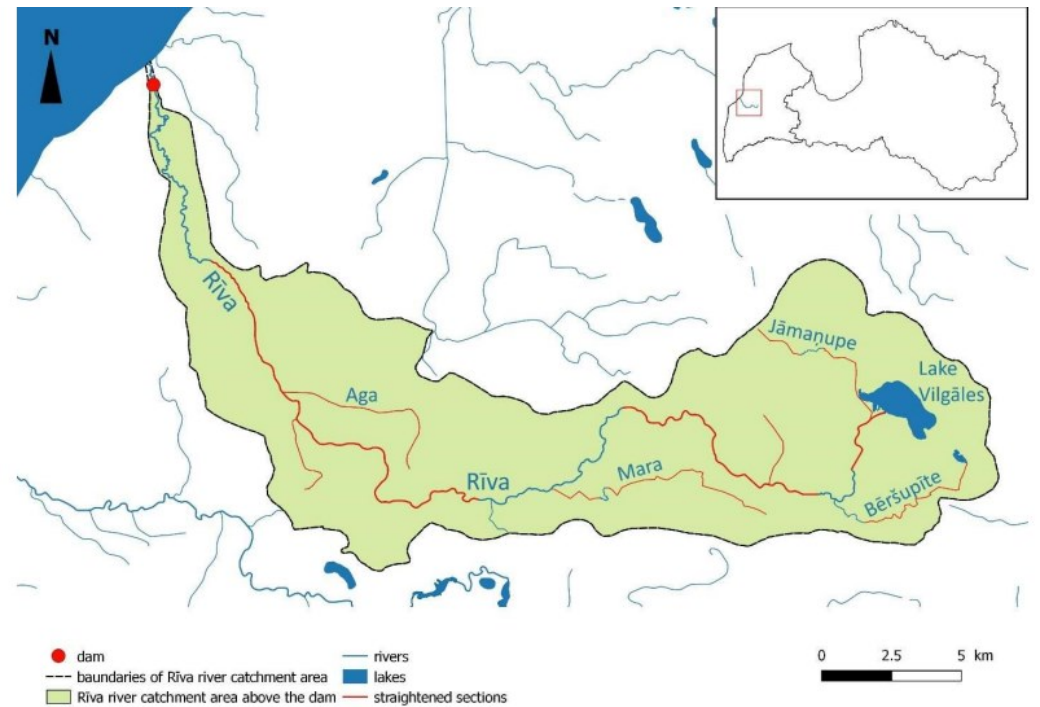 N
Rīva
Jāmaņupe
Lake
Vilgāles
Aga
Rīva
Mara
Bēršupīte
dam
baundaries of Rīva river catchment area
Rīva river catchment area above the dam
rivers
lakes
straightened sections
0 2.5 5 km